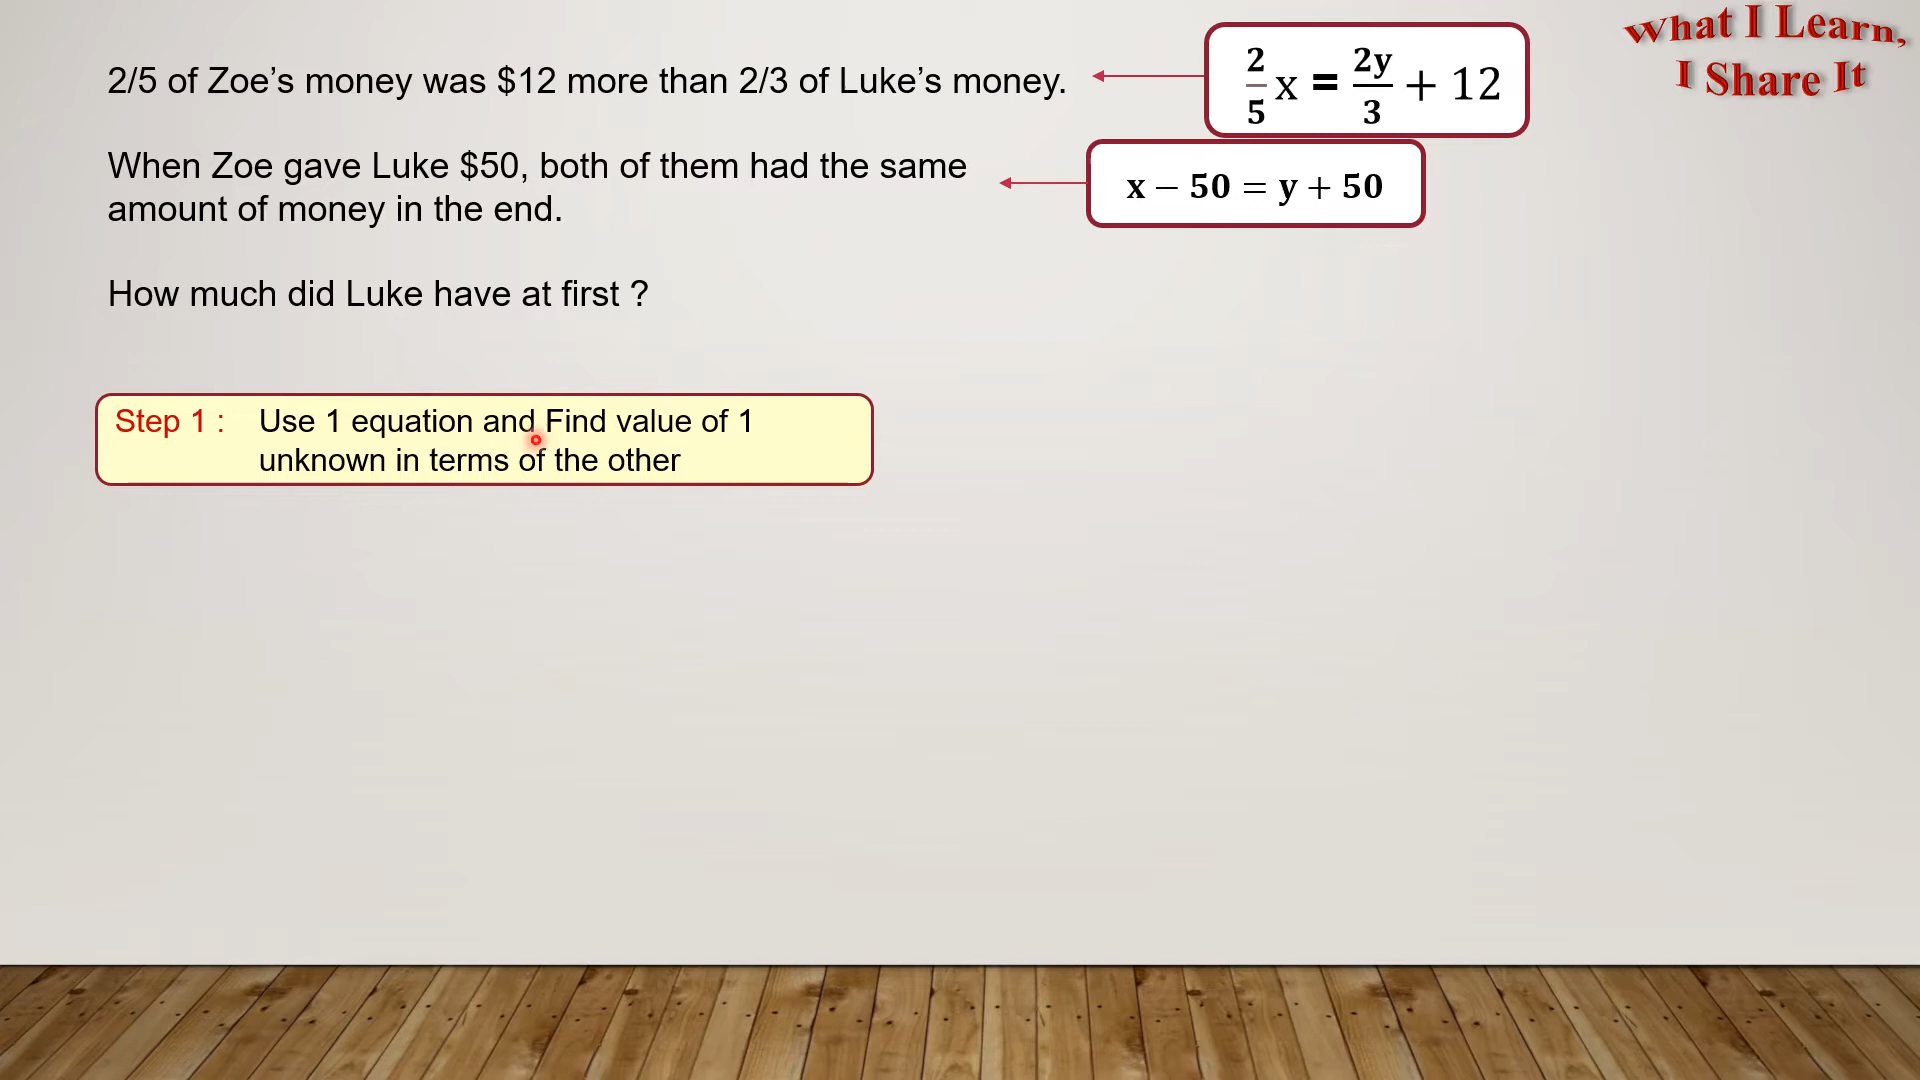 What I Learn,
I Share It
2/5 of Zoe’s money was $12 more than 2/3 of Luke’s money.
2/5 x = 2y/3 + 12
When Zoe gave Luke $50, both of them had the same
amount of money in the end.
x − 50 = y + 50
How much did Luke have at first ?
Step 1 : Use 1 equation and Find value of 1
unknown in terms of the other